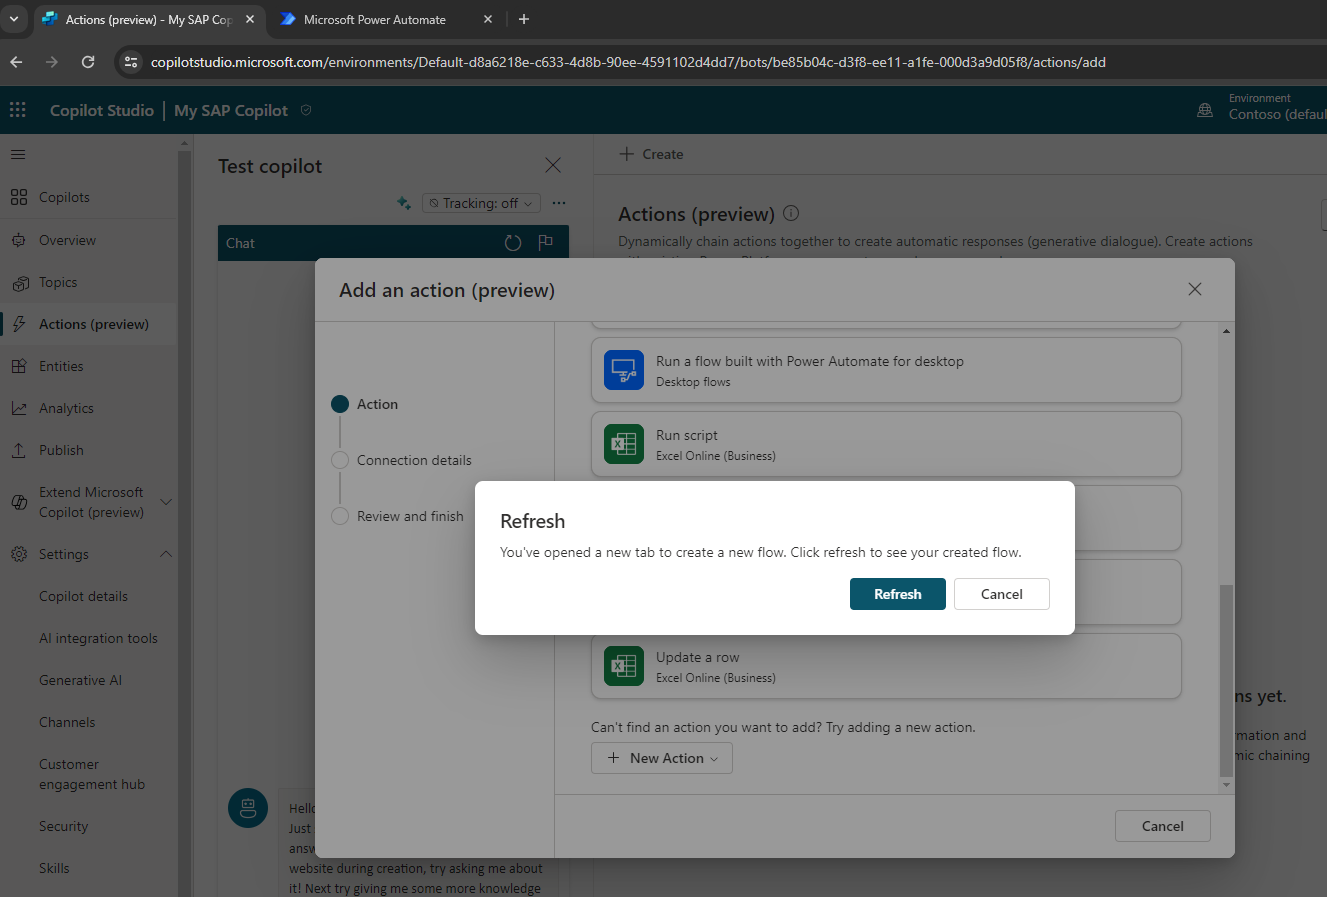 Actions (preview) - My SAP Cop
Microsoft Power Automate
copilotstudio.microsoft.com/environments/Default-d8a6218e-c633-4d8b-90ee-4591102d4dd7/bots/be85b04c-d3f8-ee11-a1fe-000d3a9d05f8/actions/add
Copilot Studio | My SAP Copilot
Environment
Contoso (defaul
Copilots
Overview
Topics
Actions (preview)
Entities
Analytics
Publish
Extend Microsoft
Copilot (preview)
Settings
Copilot details
AI integration tools
Generative AI
Channels
Customer
engagement hub
Security
Skills
Test copilot
Tracking: off
Chat
Hello
Just
answ
website during creation, try asking me about
it! Next try giving me some more knowledge
Create
Actions (preview)
Dynamically chain actions together to create automatic responses (generative dialogue). Create actions
ns yet.
rmation and
mic chaining
Add an action (preview)
Action
Connection details
Review and finish
Run a flow built with Power Automate for desktop
Desktop flows
Run script
Excel Online (Business)
Update a row
Excel Online (Business)
Can't find an action you want to add? Try adding a new action.
New Action
Cancel
Refresh
You've opened a new tab to create a new flow. Click refresh to see your created flow.
Refresh
Cancel